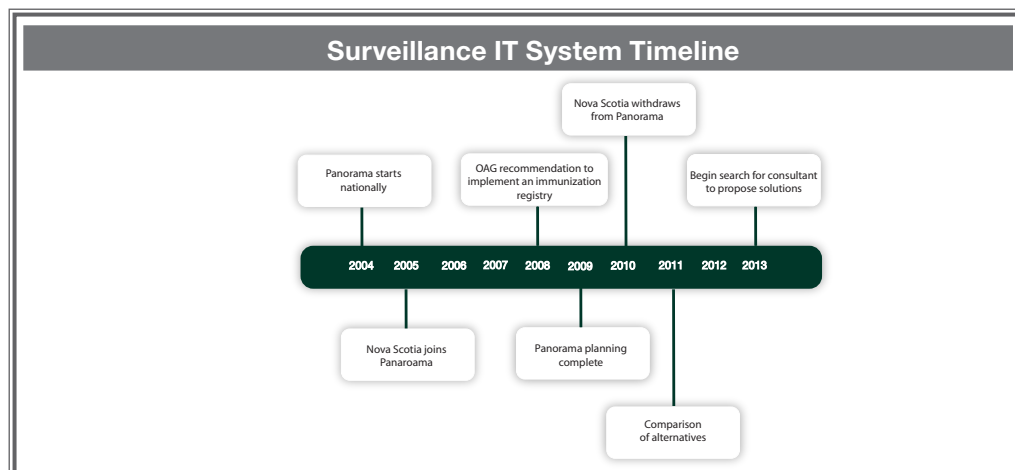 Surveillance IT System Timeline
Nova Scotia withdraws
from Panorama
Panorama starts
nationally
OAG recommendation to
implement an immunization
registry
Begin search for consultant
to propose solutions
2004 2005 2006 2007 2008 2009 2010 2011 2012 2013
Nova Scotia joins
Panaroama
Panorama planning
complete
Comparison
of alternatives